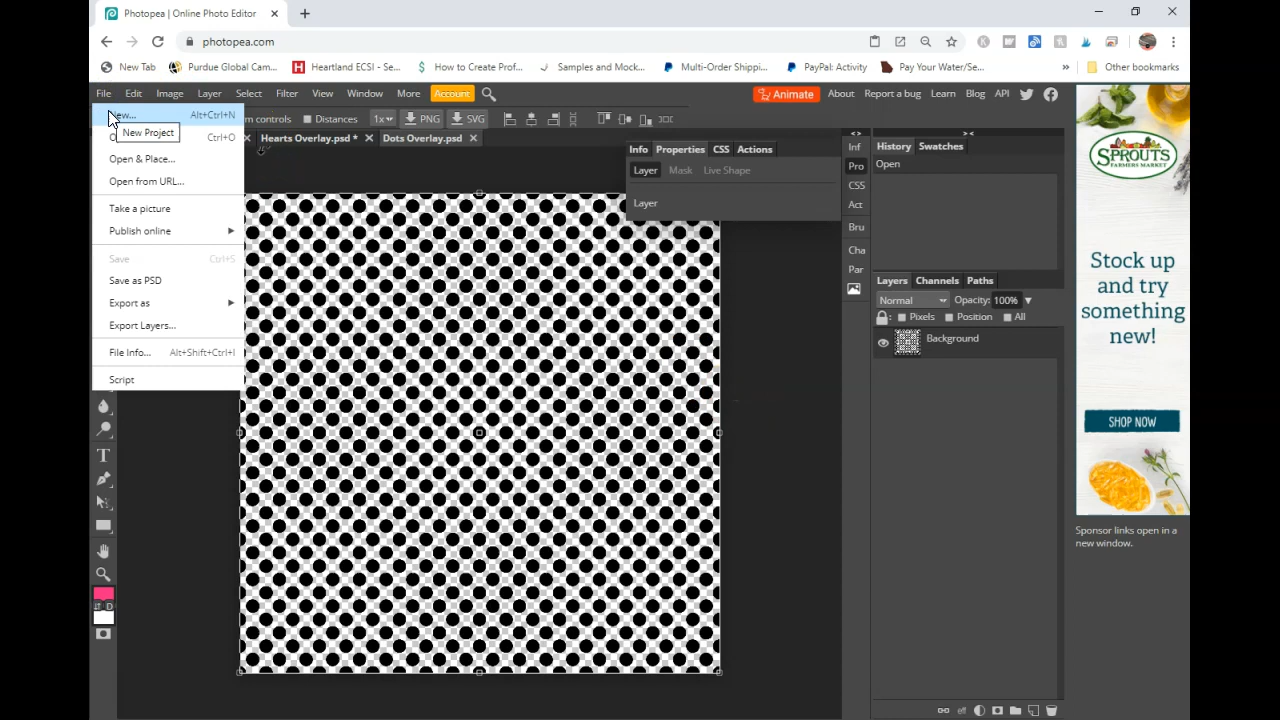 Photopea | Online Photo Editor
photopea.com
New Tab
Purdue Global Cam...
Heartland ECSI - Se...
How to Create Prof...
Samples and Mock...
Multi-Order Shippi...
PayPal: Activity
Pay Your Water/Se...
Other bookmarks
File Edit Image Layer Select Filter View Window More Account
Animate About Report a bug Learn Blog API
New... Alt+Ctrl+N
New Project
Ctrl+O
Open & Place...
Open from URL...
Take a picture
Publish online
Save Ctrl+S
Save as PSD
Export as
Export Layers...
File Info... Alt+Shift+Ctrl+I
Script
controls Distances 1x PNG SVG
Hearts Overlay.psd * Dots Overlay.psd
Info Properties CSS Actions
Layer Mask Live Shape
Layer
Inf
Pro
CSS
Act
Bru
Cha
Par
History Swatches
Open
Layers Channels Paths
Normal Opacity: 100%
Pixels Position All
Background
D
SPROUTS
FARMERS MARKET
Stock up
and try
something
new!
SHOP NOW
Sponsor links open in a
new window.